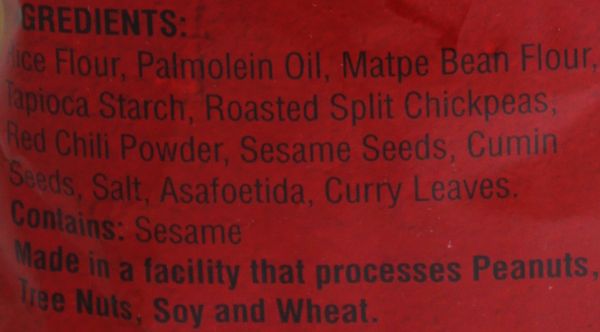 GREDIENTS:
ice Flour, Palmolein Oil, Matpe Bean Flour,
Tapioca Starch, Roasted Split Chickpeas,
Red Chili Powder, Sesame Seeds, Cumin
Seeds, Salt, Asafoetida, Curry Leaves.
Contains: Sesame
Made in a facility that processes Peanuts,
Tree Nuts, Soy and Wheat.